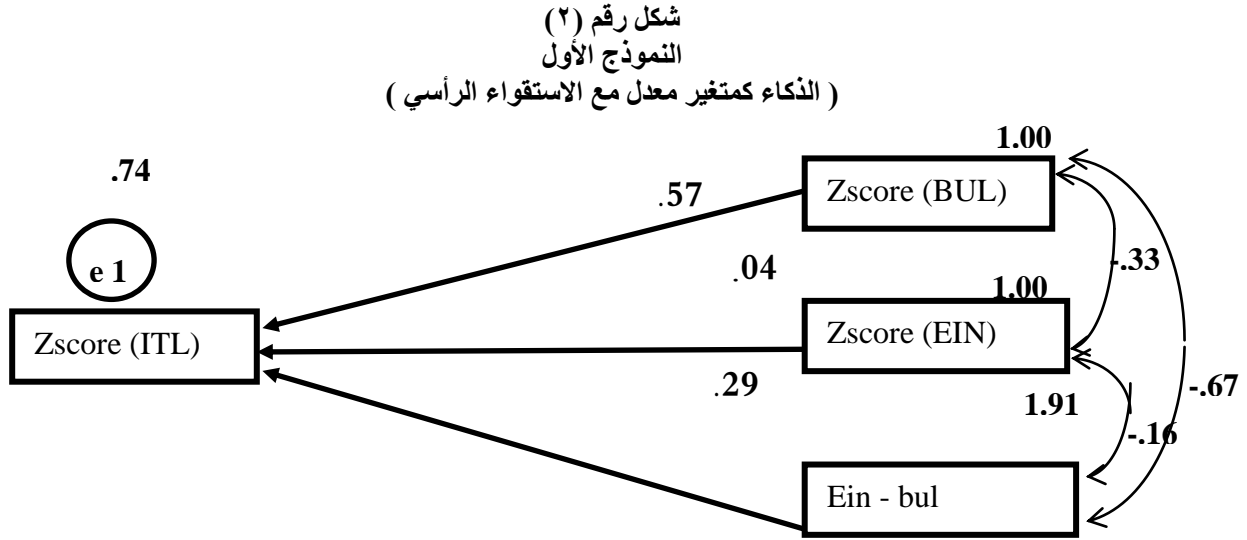 شكل رقم (٢)
النموذج الأول
( الذكاء كمتغير معدل مع الاستقواء الرأسي )
1.00
.74
Zscore (BUL)
.57
e 1
.04
-.33
1.00
Zscore (ITL)
Zscore (EIN)
.29
1.91
-.67
-.16
Ein - bul